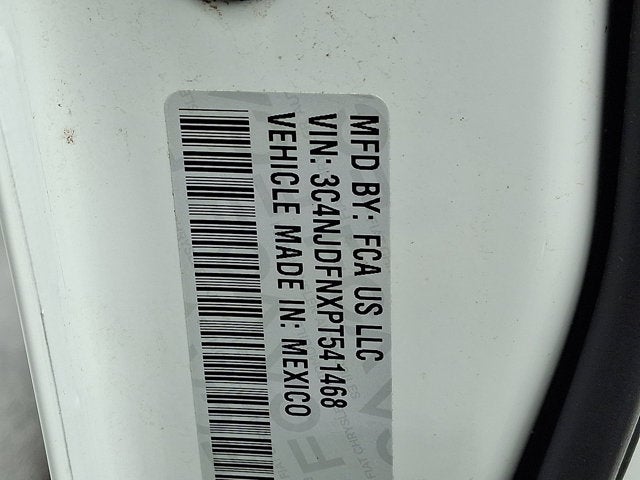 MFD BY: FCA US LLC
VIN: 3C4NJDFNXPT541468
VEHICLE MADE IN: MEXICO